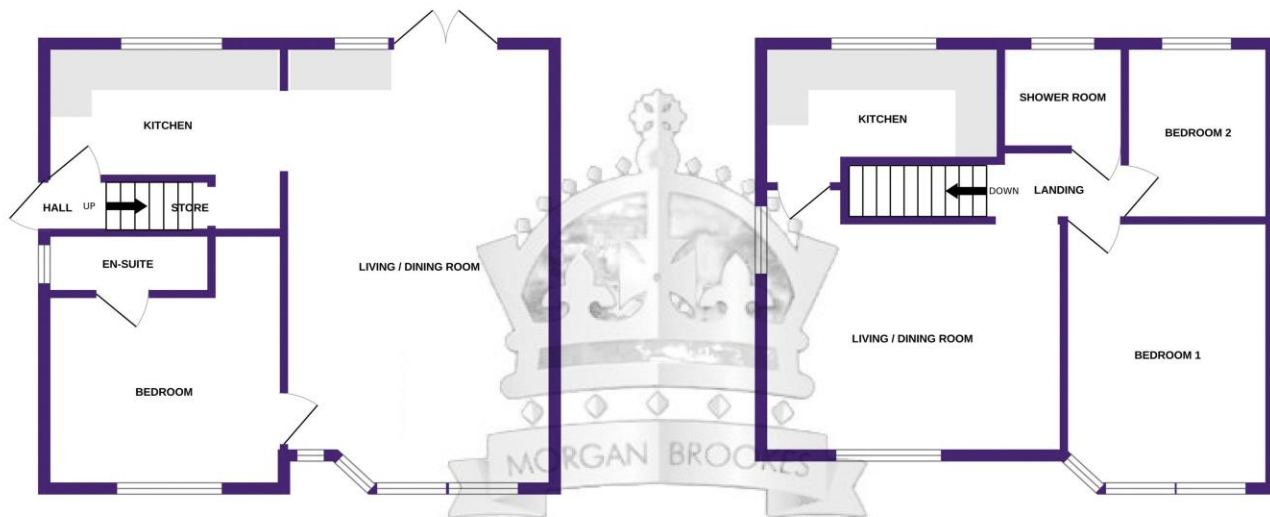 KITCHEN
HALL
UP
STORE
EN-SUITE
LIVING / DINING ROOM
BEDROOM
KITCHEN
SHOWER ROOM
BEDROOM 2
DOWN
LANDING
LIVING / DINING ROOM
BEDROOM 1
MORGAN BROOKES